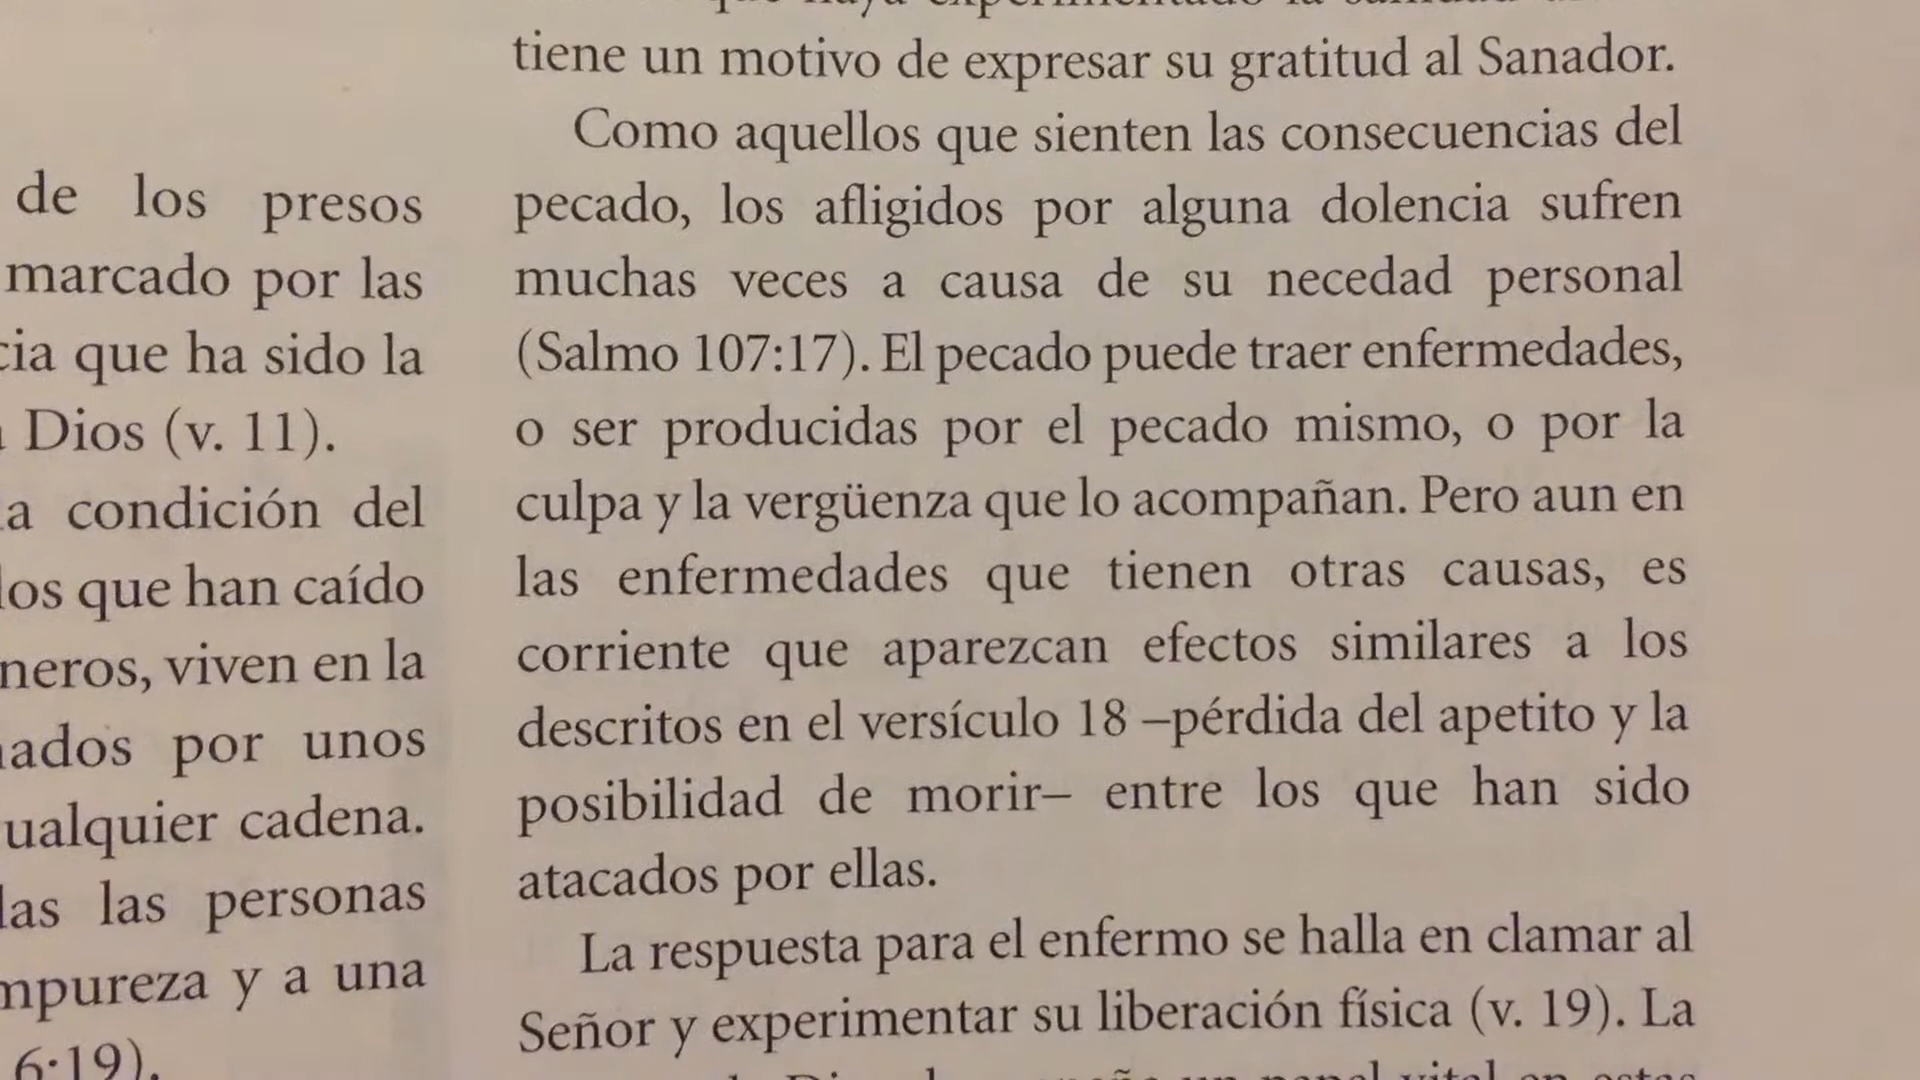 de los presos
marcado por las
que ha sido la
Dios (v. 11).
condición del
que han caído
viven en la
por unos
cadena.
las personas
y a una
6:19).
tiene un motivo de expresar su gratitud al Sanador.
Como aquellos que sienten las consecuencias del
pecado, los afligidos por alguna dolencia sufren
muchas veces a causa de su necedad personal
(Salmo 107:17). El pecado puede traer enfermedades,
o ser producidas por el pecado mismo, o por la
culpa y la vergüenza que lo acompañan. Pero aun en
las enfermedades que tienen otras causas, es
corriente que aparezcan efectos similares a los
descritos en el versículo 18 –pérdida del apetito y la
posibilidad de morir– entre los que han sido
atacados por ellas.
La respuesta para el enfermo se halla en clamar al
Señor y experimentar su liberación física (v. 19). La